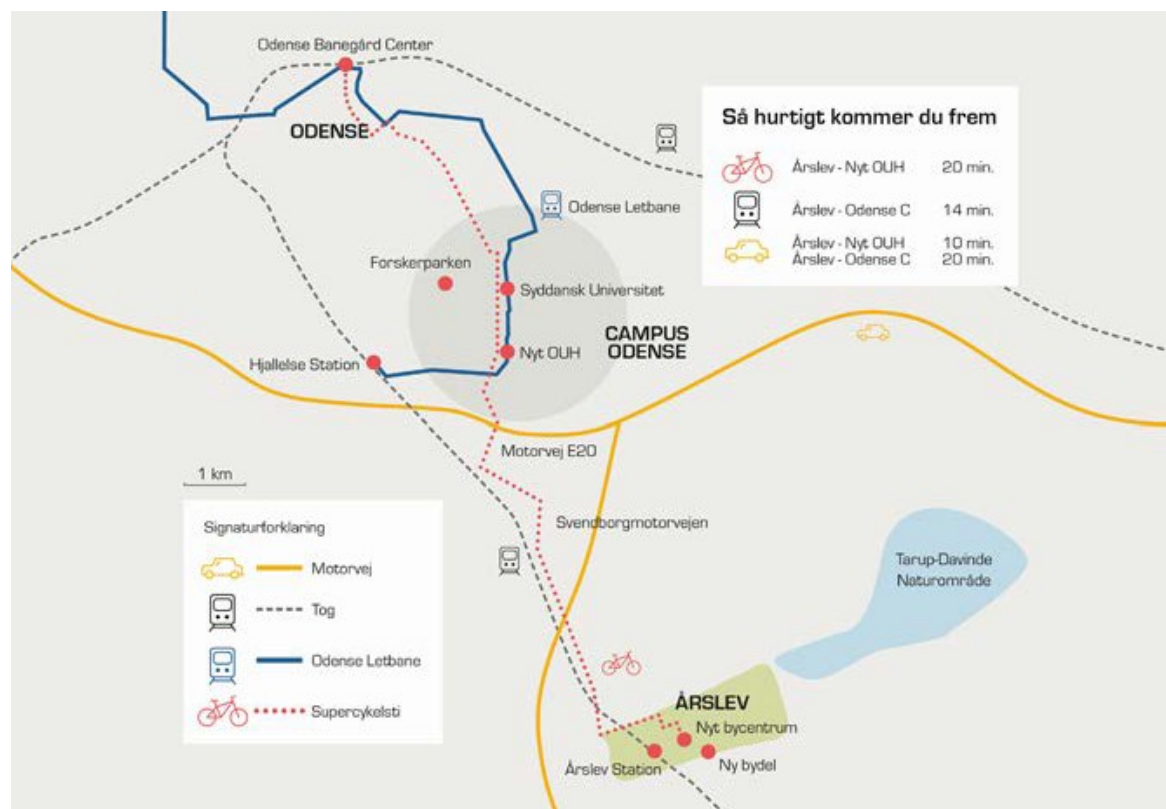 Odense Banegård Center
ODENSE
Så hurtigt kommer du frem
Årslev - Nyt OUH 20 min.
Årslev - Odense C 14 min.
Årslev - Nyt OUH 10 min.
Årslev - Odense C 20 min.
Odense Letbane
Forskerparken
Syddansk Universitet
CAMPUS
ODENSE
Nyt OUH
Hjallelse Station
Motorvej E20
1 km
Svendborgmotorvejen
Signaturforklaring
Motorvej
Tog
Odense Letbane
Supercykelsti
Tarup-Davinde
Naturområde
ÅRSLEV
Nyt bycentrum
Årslev Station
Ny bydel